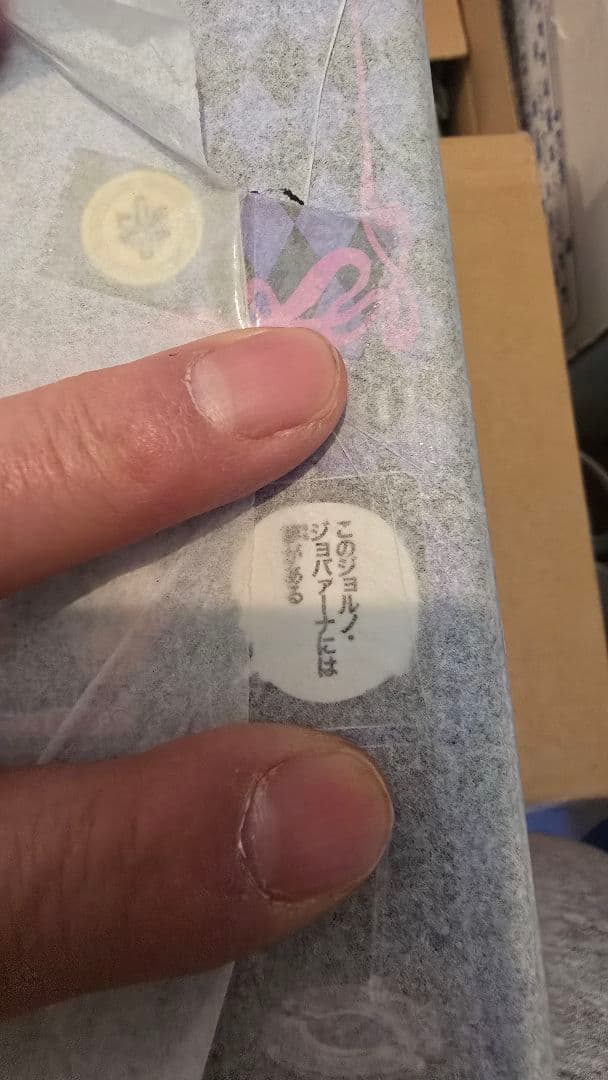 このジョルノ・
ジョバァーナには
夢がある